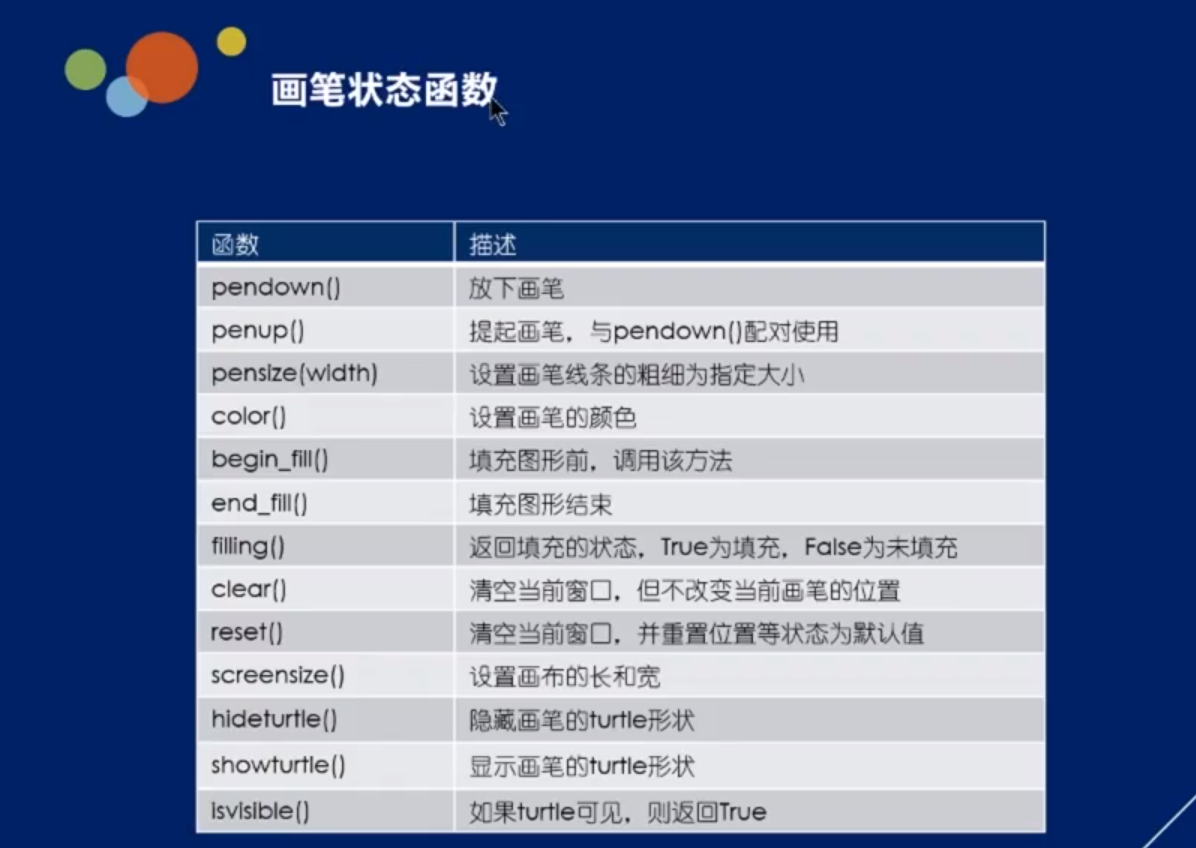 画笔状态函数
函数 描述
pendown() 放下画笔
penup() 提起画笔，与pendown()配对使用
pensize(width) 设置画笔线条的粗细为指定大小
color() 设置画笔的颜色
begin_fill() 填充图形前，调用该方法
end_fill() 填充图形结束
filling() 返回填充的状态，True为填充，False为未填充
clear() 清空当前窗口，但不改变当前画笔的位置
reset() 清空当前窗口，并重置位置等状态为默认值
screensize() 设置画布的长和宽
hideturtle() 隐藏画笔的turtle形状
showturtle() 显示画笔的turtle形状
isvisible() 如果turtle可见，则返回True